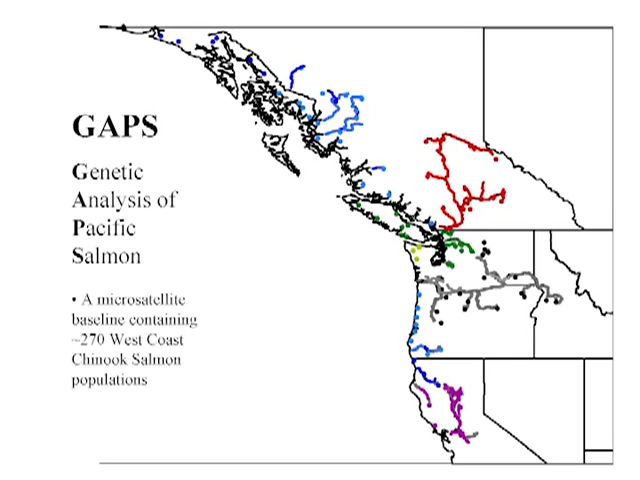 GAPS
Genetic
Analysis of
Pacific
Salmon
• A microsatellite
baseline containing
~270 West Coast
Chinook Salmon
populations